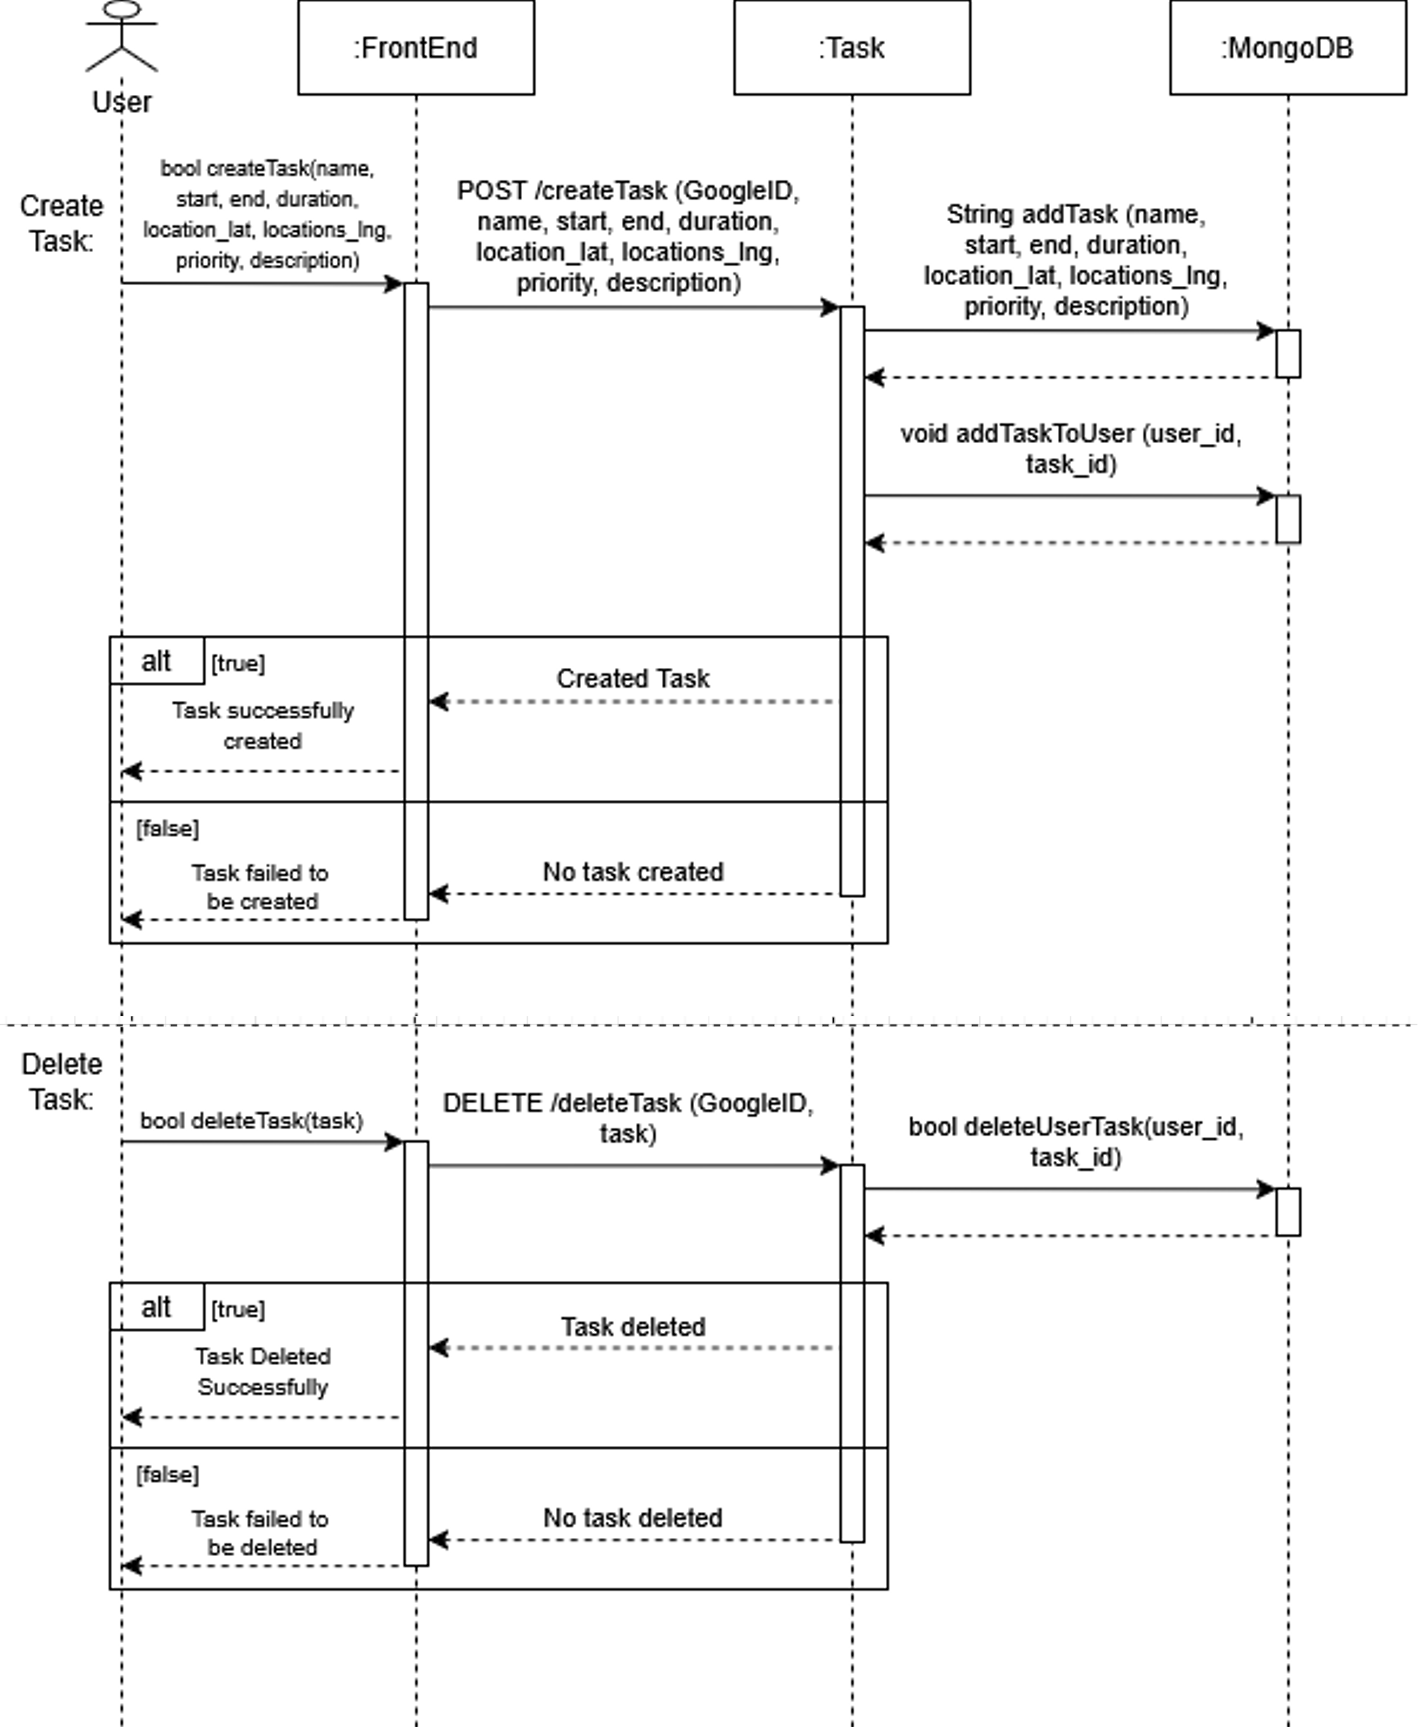 User
:FrontEnd
:Task
:MongoDB
Create
Task:
bool createTask(name,
start, end, duration,
location_lat, locations_lng,
priority, description)
POST /createTask (GoogleID,
name, start, end, duration,
location_lat, locations_lng,
priority, description)
String addTask (name,
start, end, duration,
location_lat, locations_lng,
priority, description)
void addTaskToUser (user_id,
task_id)
alt
[true]
Created Task
Task successfully
created
[false]
No task created
Task failed to
be created
Delete
Task:
bool deleteTask(task)
DELETE /deleteTask (GoogleID,
task)
bool deleteUserTask(user_id,
task_id)
alt
[true]
Task deleted
Task Deleted
Successfully
[false]
No task deleted
Task failed to
be deleted